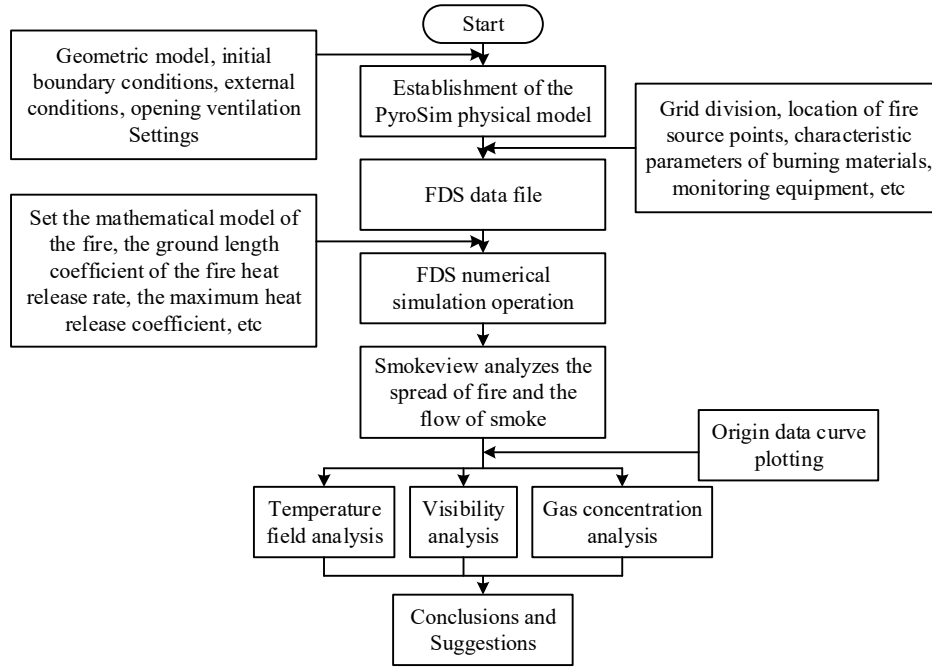 Start
Geometric model, initial
boundary conditions, external
conditions, opening ventilation
Settings
Establishment of the
PyroSim physical model
Grid division, location of fire
source points, characteristic
parameters of burning materials,
monitoring equipment, etc
FDS data file
Set the mathematical model of
the fire, the ground length
coefficient of the fire heat
release rate, the maximum heat
release coefficient, etc
FDS numerical
simulation operation
Smokeview analyzes the
spread of fire and the
flow of smoke
Origin data curve
plotting
Temperature
field analysis
Visibility
analysis
Gas concentration
analysis
Conclusions and
Suggestions